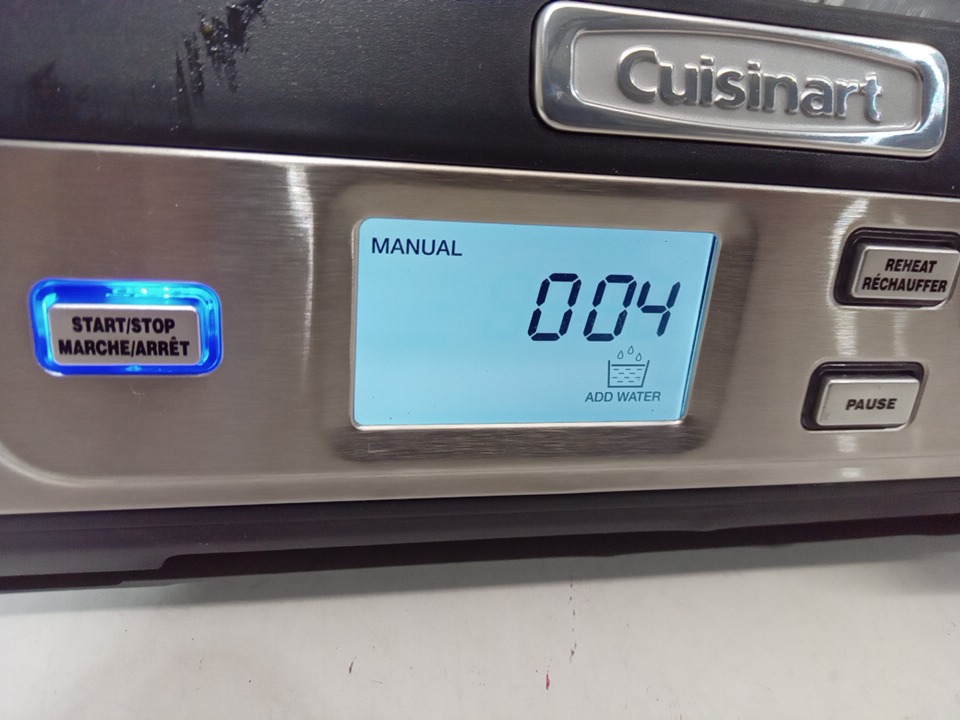 Cuisinart
MANUAL
004
ADD WATER
START/STOP
MARCHE/ARRÊT
REHEAT
RÉCHAUFFER
PAUSE